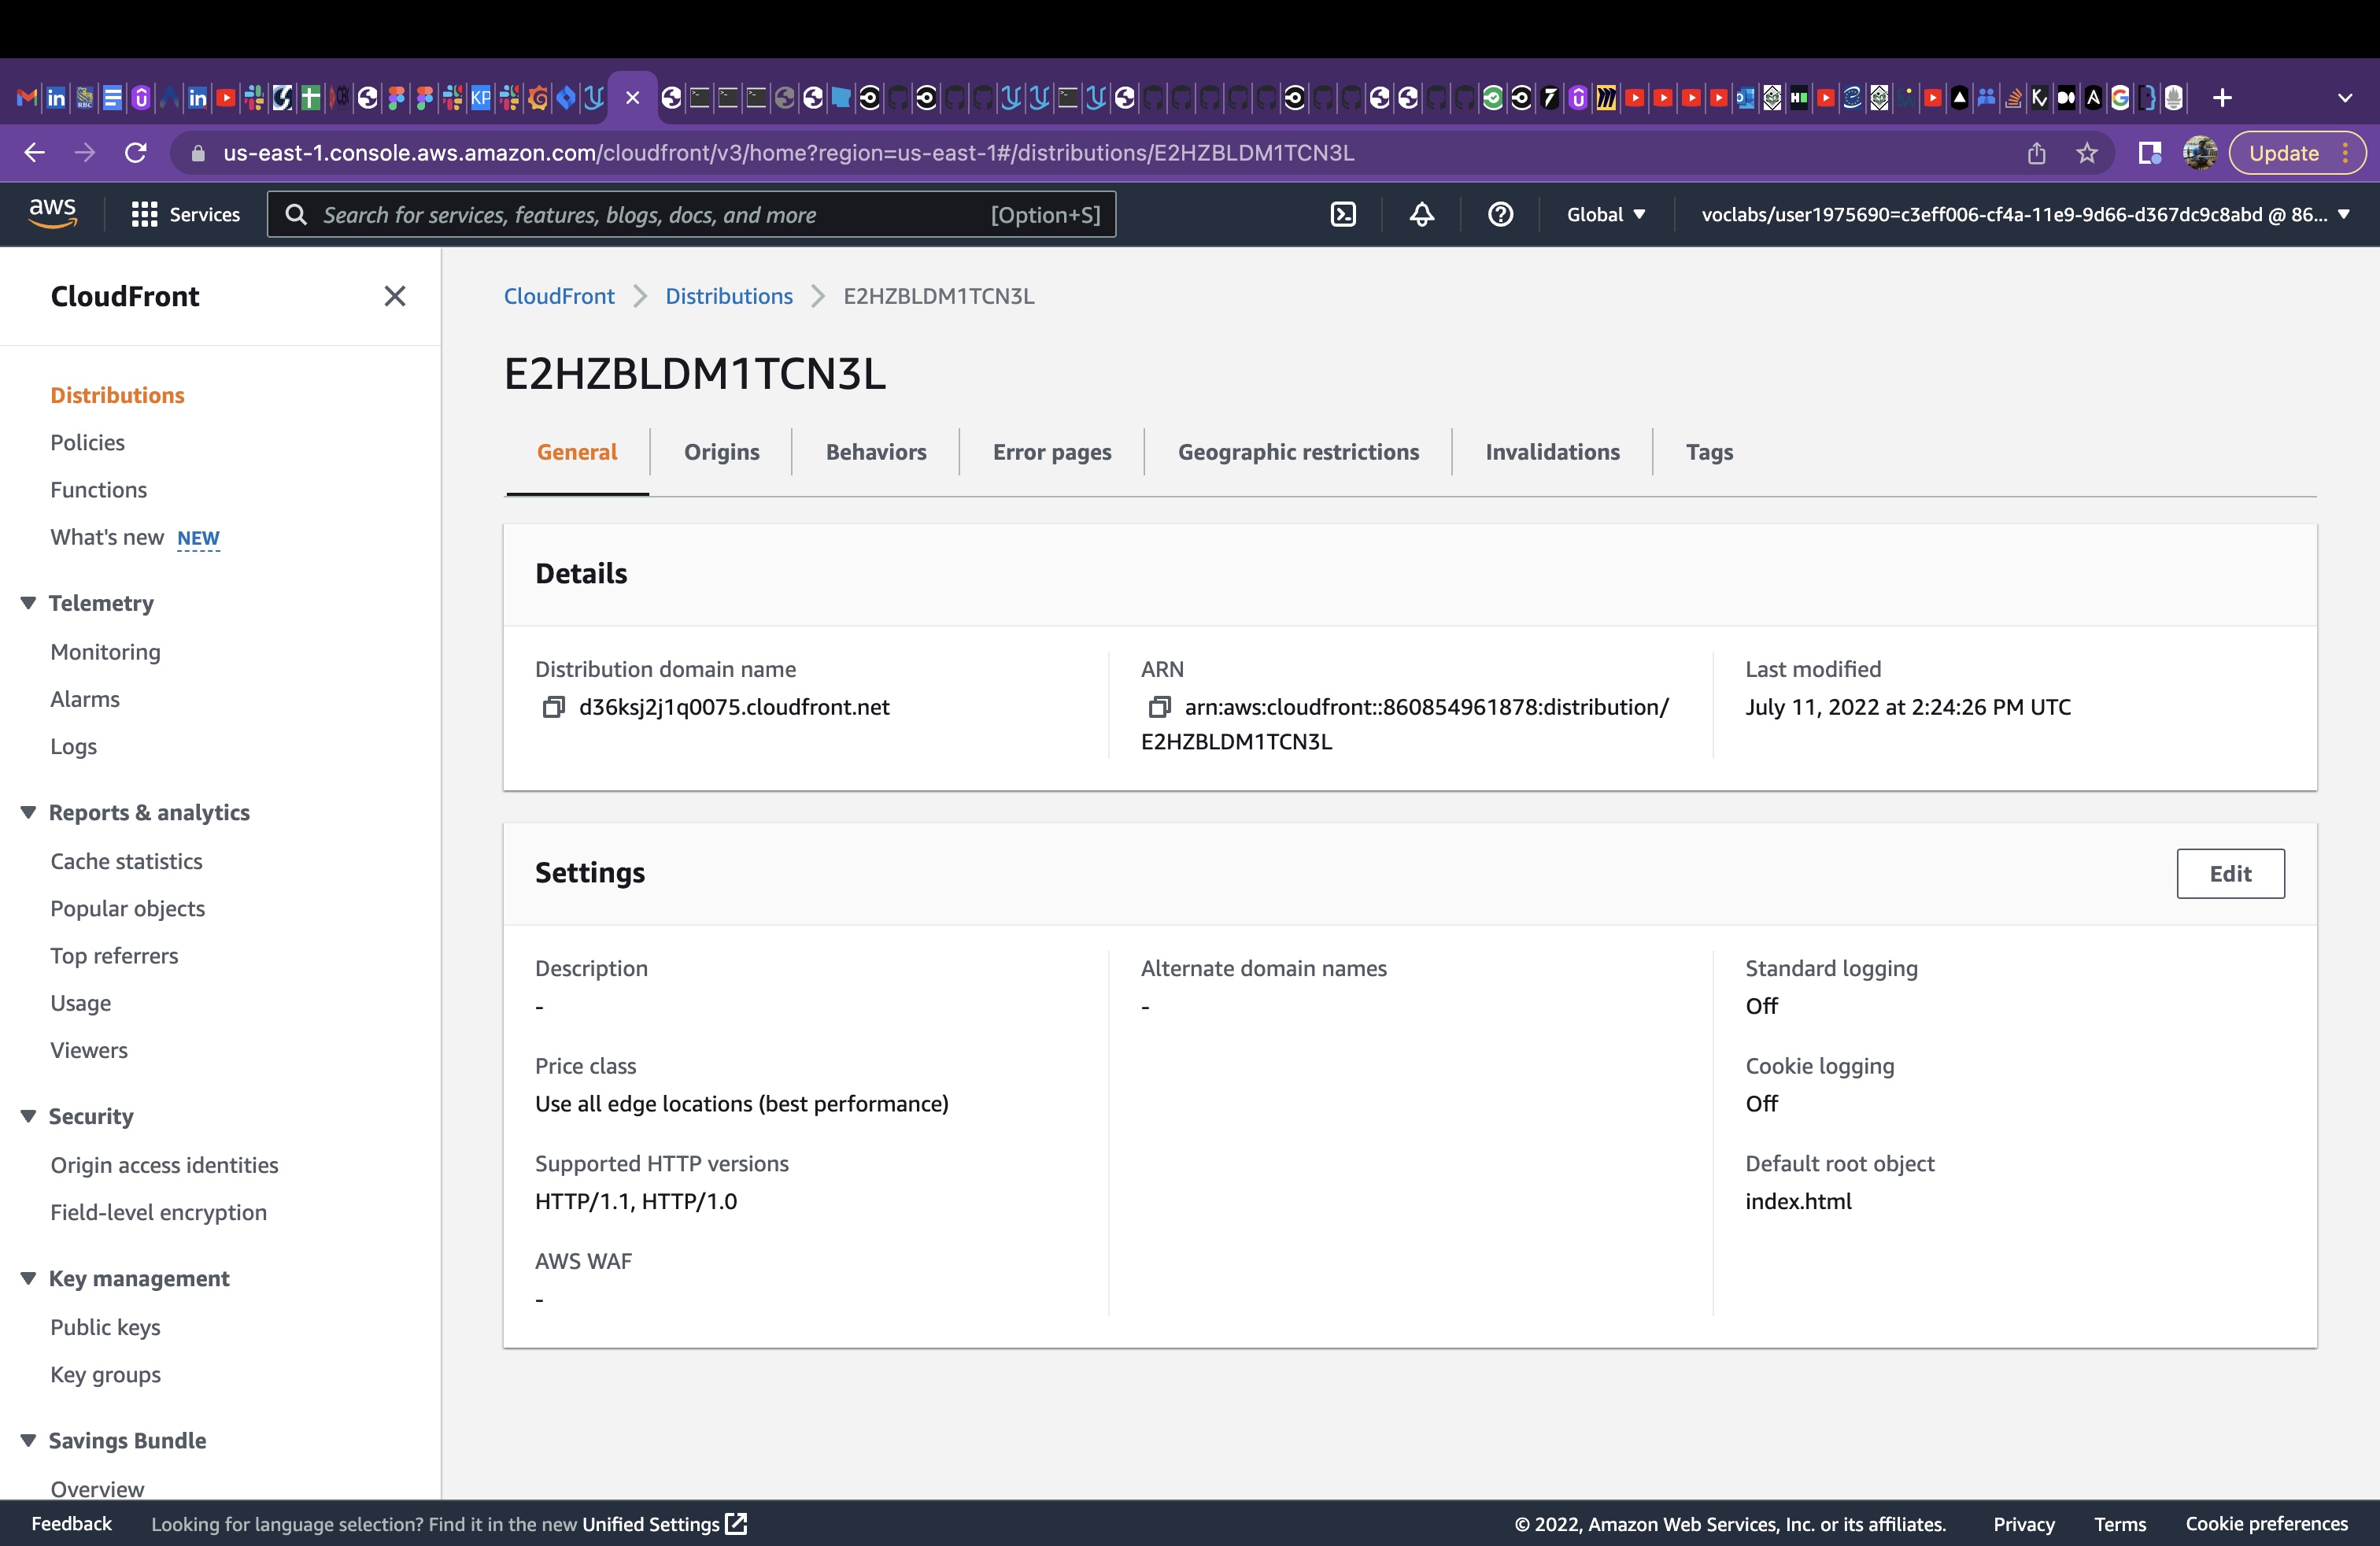 us-east-1.console.aws.amazon.com/cloudfront/v3/home?region=us-east-1#/distributions/E2HZBLDM1TCN3L
Update
aws
Services
Search for services, features, blogs, docs, and more
[Option+S]
Global
voclabs/user1975690=c3eff006-cf4a-11e9-9d66-d367dc9c8abd @ 86...
CloudFront
Distributions
Policies
Functions
What's new NEW
Telemetry
Monitoring
Alarms
Logs
Reports & analytics
Cache statistics
Popular objects
Top referrers
Usage
Viewers
Security
Origin access identities
Field-level encryption
Key management
Public keys
Key groups
Savings Bundle
Overview
CloudFront
Distributions
E2HZBLDM1TCN3L
E2HZBLDM1TCN3L
General
Origins
Behaviors
Error pages
Geographic restrictions
Invalidations
Tags
Details
Distribution domain name
d36ksj2j1q0075.cloudfront.net
ARN
arn:aws:cloudfront::860854961878:distribution/
E2HZBLDM1TCN3L
Last modified
July 11, 2022 at 2:24:26 PM UTC
Settings
Edit
Description
-
Price class
Use all edge locations (best performance)
Supported HTTP versions
HTTP/1.1, HTTP/1.0
AWS WAF
-
Alternate domain names
-
Standard logging
Off
Cookie logging
Off
Default root object
index.html
Feedback
Looking for language selection? Find it in the new Unified Settings
© 2022, Amazon Web Services, Inc. or its affiliates.
Privacy
Terms
Cookie preferences